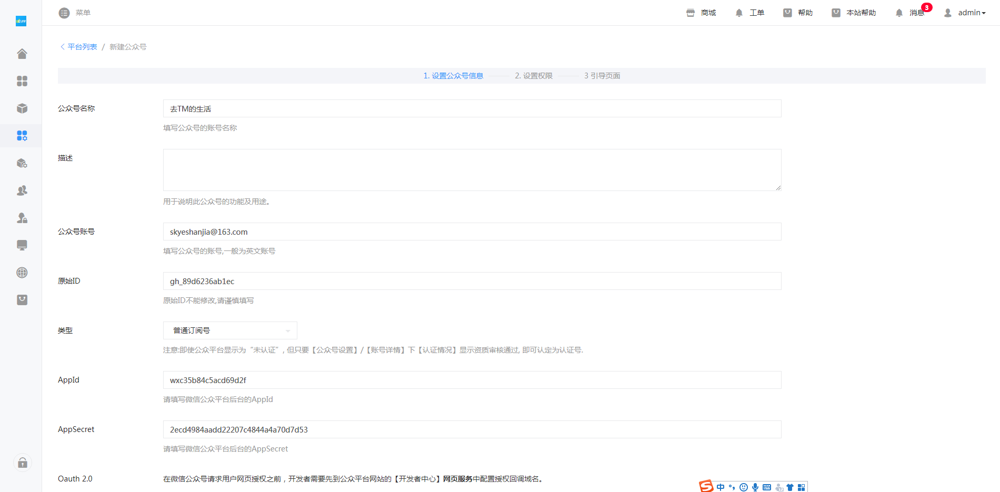 菜单
商城
工单
帮助
本站帮助
消息
3
admin
平台列表 / 新建公众号
1. 设置公众号信息
2. 设置权限
3 引导页面
公众号名称
去TM的生活
填写公众号的账号名称
描述
用于说明此公众号的功能及用途。
公众号账号
skyeshanjia@163.com
填写公众号的账号,一般为英文账号
原始ID
gh_89d6236ab1ec
原始ID不能修改,请谨慎填写
类型
普通订阅号
注意:即使公众平台显示为“未认证”, 但只要【公众号设置】/【账号详情】下【认证情况】显示资质审核通过, 即可认定为认证号.
AppId
wxc35b84c5acd69d2f
请填写微信公众平台后台的AppId
AppSecret
2ecd4984aadd22207c4844a4a70d7d53
请填写微信公众平台后台的AppSecret
Oauth 2.0
在微信公众号请求用户网页授权之前，开发者需要先到公众平台网站的【开发者中心】网页服务中配置授权回调域名。
中